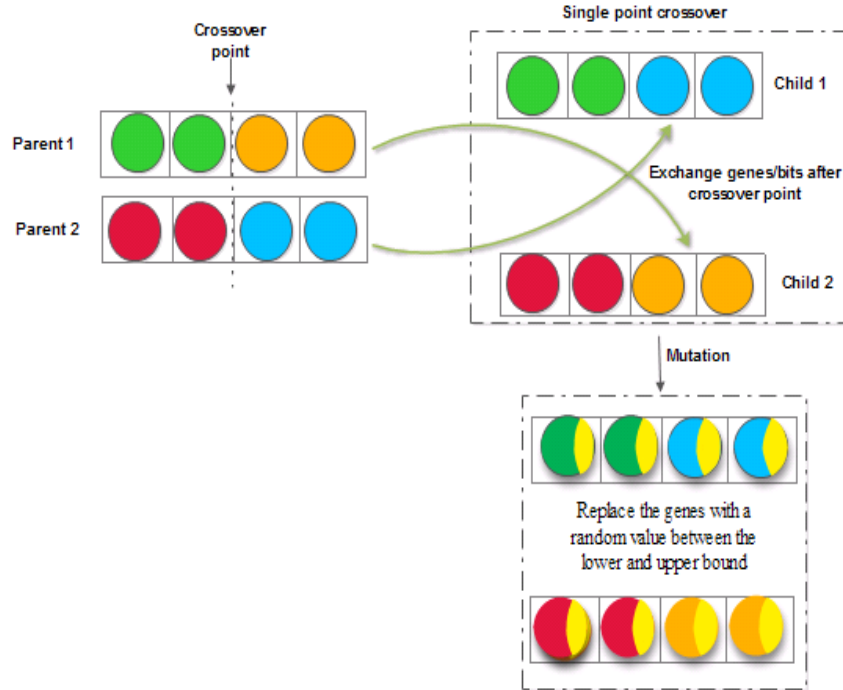 Single point crossover
Crossover
point
Child 1
Parent 1
Exchange genes/bits after
crossover point
Parent 2
Child 2
Mutation
Replace the genes with a
random value between the
lower and upper bound